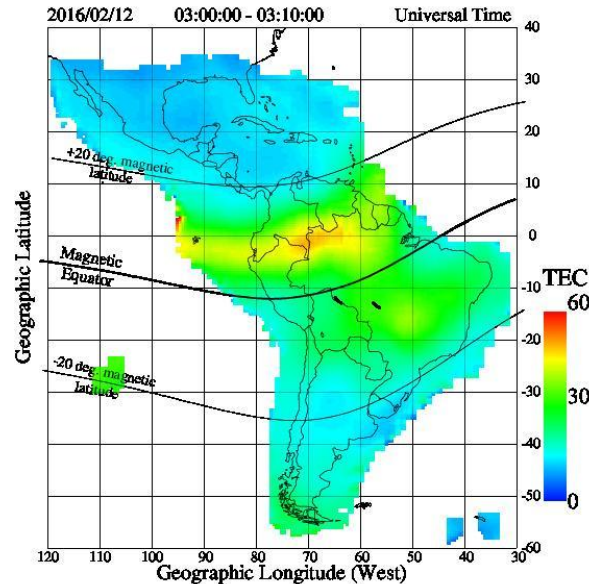 2016/02/12 03:00:00 - 03:10:00 Universal Time
40
30
20
10
0
-10
-20
-30
-40
-50
-60
+20 deg. magnetic
latitude
Magnetic
Equator
-20 deg. magnetic
latitude
Geographic Latitude
TEC
60
30
0
120 110 100 90 80 70 60 50 40 30
Geographic Longitude (West)